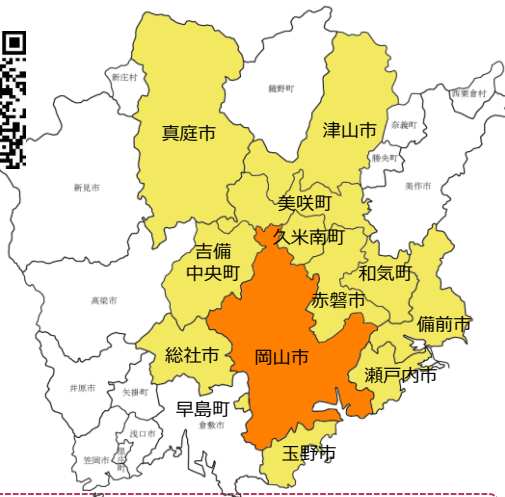 新庄村
鏡野町
西粟倉村
真庭市
津山市
奈義町
勝央町
新見市
美作市
美咲町
久米南町
吉備
中央町
和気町
高梁市
赤磐市
備前市
総社市
岡山市
瀬戸内市
井原市
矢掛町
早島町
倉敷市
浅口市
笠岡市
玉野市